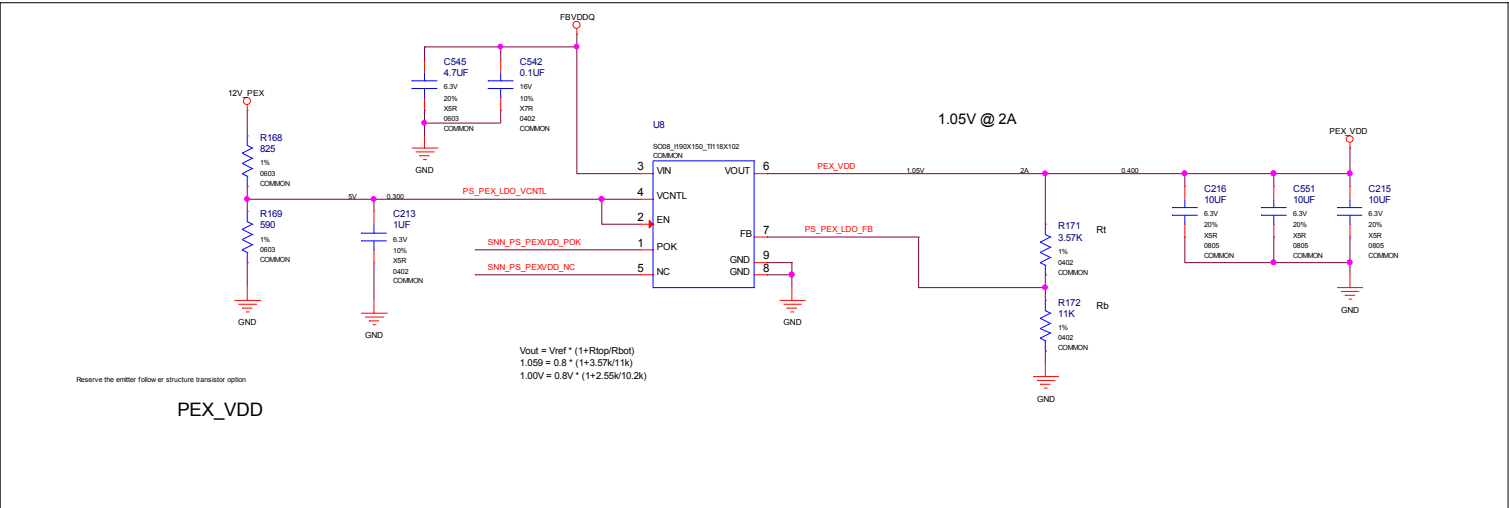 FBVDDQ
C545
4.7UF
6.3V
20%
X5R
0603
COMMON
C542
0.1UF
16V
10%
X7R
0402
COMMON
GND
12V_PEX
R168
825
1%
0603
COMMON
R169
590
1%
0603
COMMON
GND
5V
0.300
PS_PEX_LDO_VCNTL
C213
1UF
6.3V
10%
X5R
0402
COMMON
GND
SNN_PS_PEXVDD_POK
SNN_PS_PEXVDD_NC
U8
SO08_I190X150_TI118X102
COMMON
3 VIN
4 VCNTL
2 EN
1 POK
5 NC
VOUT 6
FB 7
GND 9
GND 8
GND
1.05V @ 2A
PEX_VDD
1.05V
2A
0.400
PS_PEX_LDO_FB
R171
3.57K
1%
0402
COMMON
Rt
R172
11K
1%
0402
COMMON
Rb
GND
PEX_VDD
C216
10UF
6.3V
20%
X5R
0805
COMMON
C551
10UF
6.3V
20%
X5R
0805
COMMON
C215
10UF
6.3V
20%
X5R
0805
COMMON
GND
Vout = Vref * (1+Rtop/Rbot)
1.059 = 0.8 * (1+3.57k/11k)
1.00V = 0.8V * (1+2.55k/10.2k)
Reserve the emitter follower structure transistor option
PEX_VDD